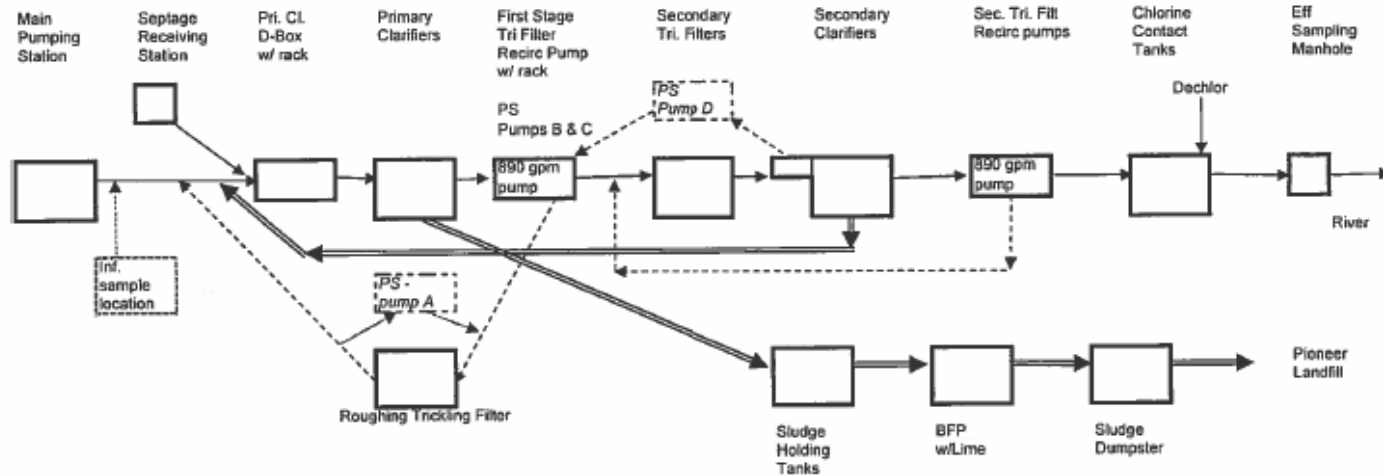 Main
Pumping
Station
Septage
Receiving
Station
Pri. Cl.
D-Box
w/ rack
Primary
Clarifiers
First Stage
Tri Filter
Recirc Pump
w/ rack
PS
Pumps B & C
Secondary
Tri. Filters
Secondary
Clarifiers
Sec. Tri. Filt
Recirc pumps
Chlorine
Contact
Tanks
Eff
Sampling
Manhole
PS
Pump D
Dechlor
890 gpm
pump
890 gpm
pump
River
Inf.
sample
location
PS -
pump A
Roughing Trickling Filter
Pioneer
Landfill
Sludge
Holding
Tanks
BFP
w/Lime
Sludge
Dumpster